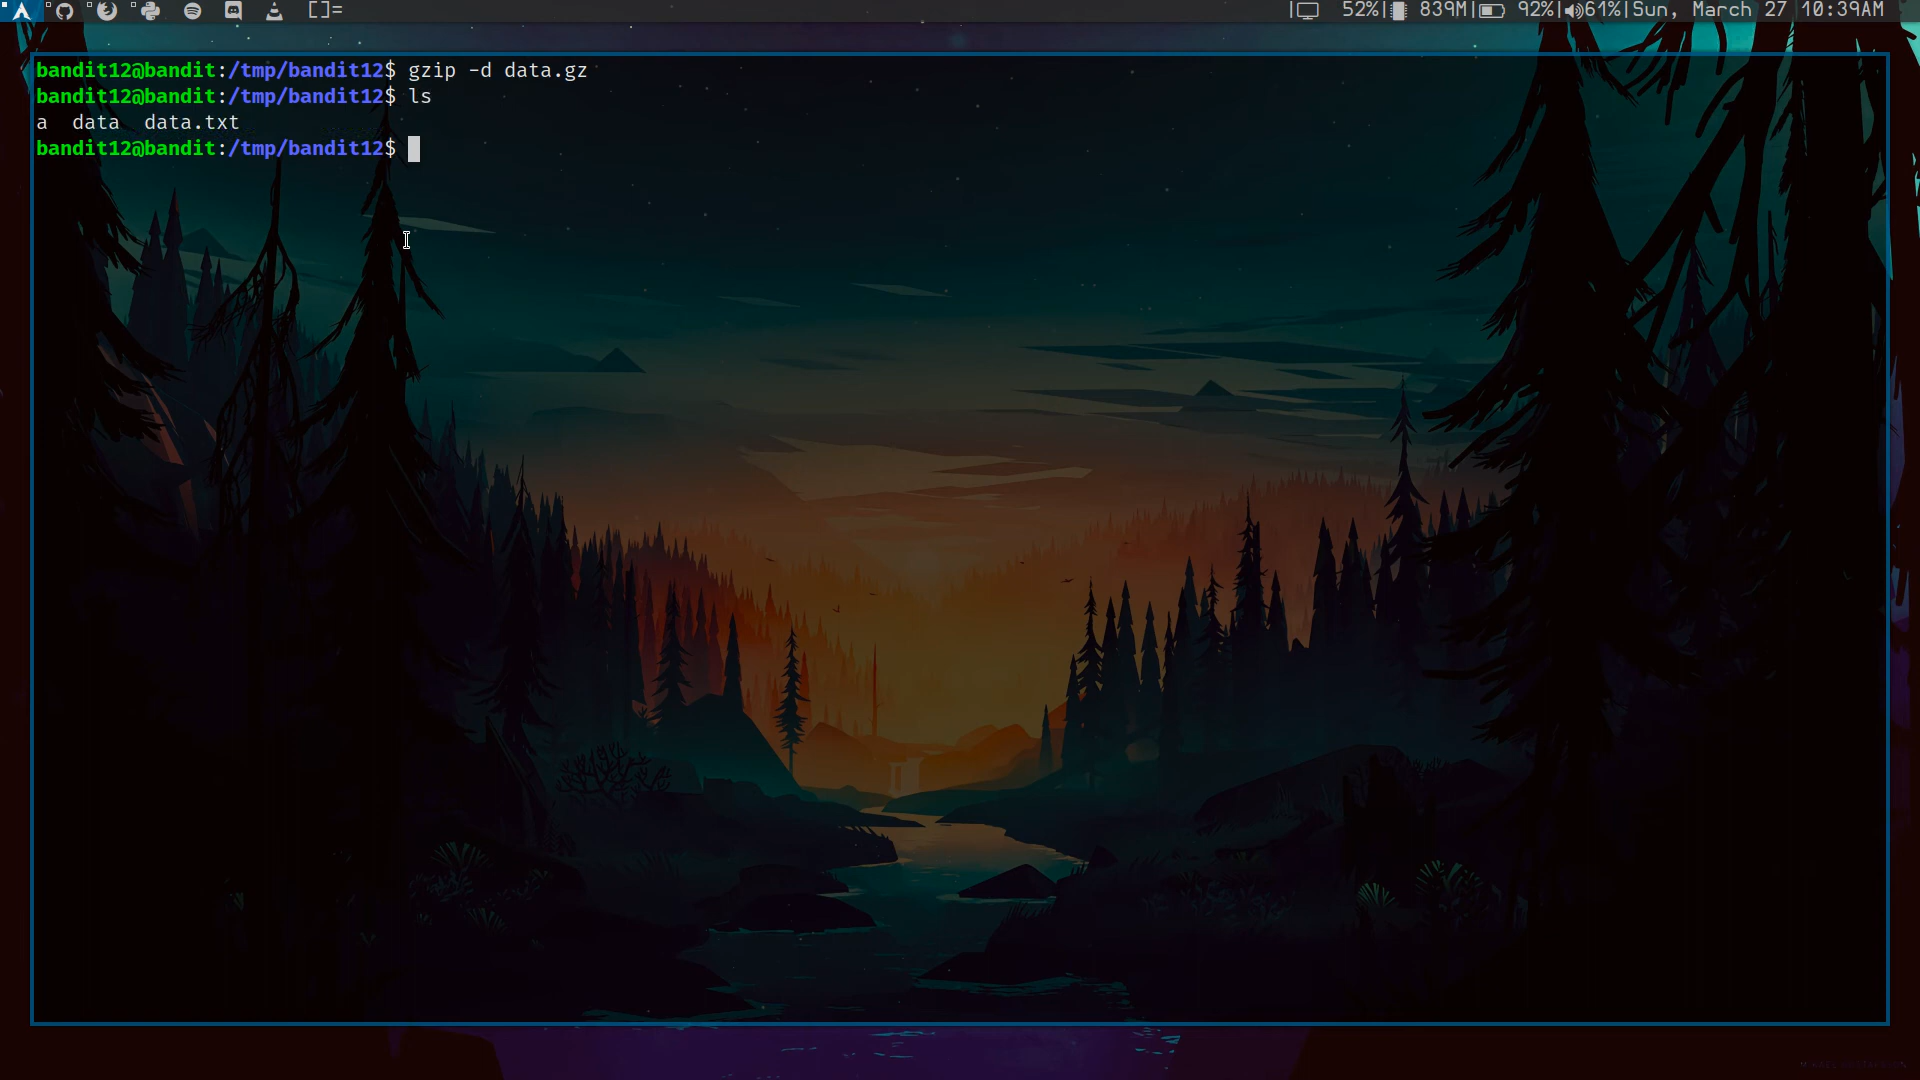 []= | 52%| 839M| 92%| 61%|Sun, March 27 |10:39AM
bandit12@bandit:/tmp/bandit12$ gzip -d data.gz
bandit12@bandit:/tmp/bandit12$ ls
a  data  data.txt
bandit12@bandit:/tmp/bandit12$